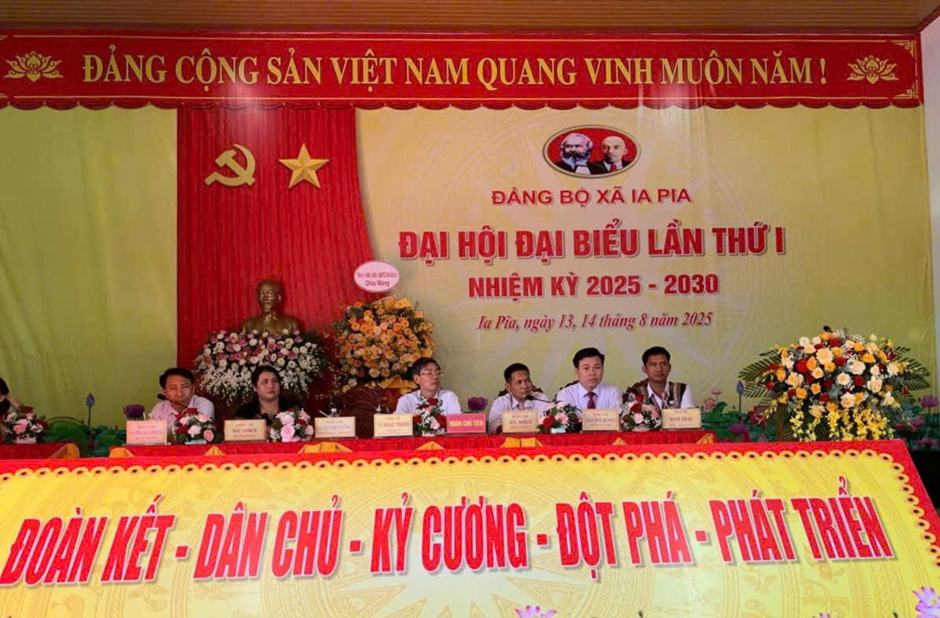 ĐẢNG CỘNG SẢN VIỆT NAM QUANG VINH MUÔN NĂM !
ĐẢNG BỘ XÃ IA PIA
ĐẠI HỘI ĐẠI BIỂU LẦN THỨ I
NHIỆM KỲ 2025 - 2030
Ia Pia, ngày 13, 14 tháng 8 năm 2025
Chúc Mừng
ĐOÀN CHỦ TỊCH
ĐOÀN KẾT - DÂN CHỦ - KỶ CƯƠNG - ĐỘT PHÁ - PHÁT TRIỂN